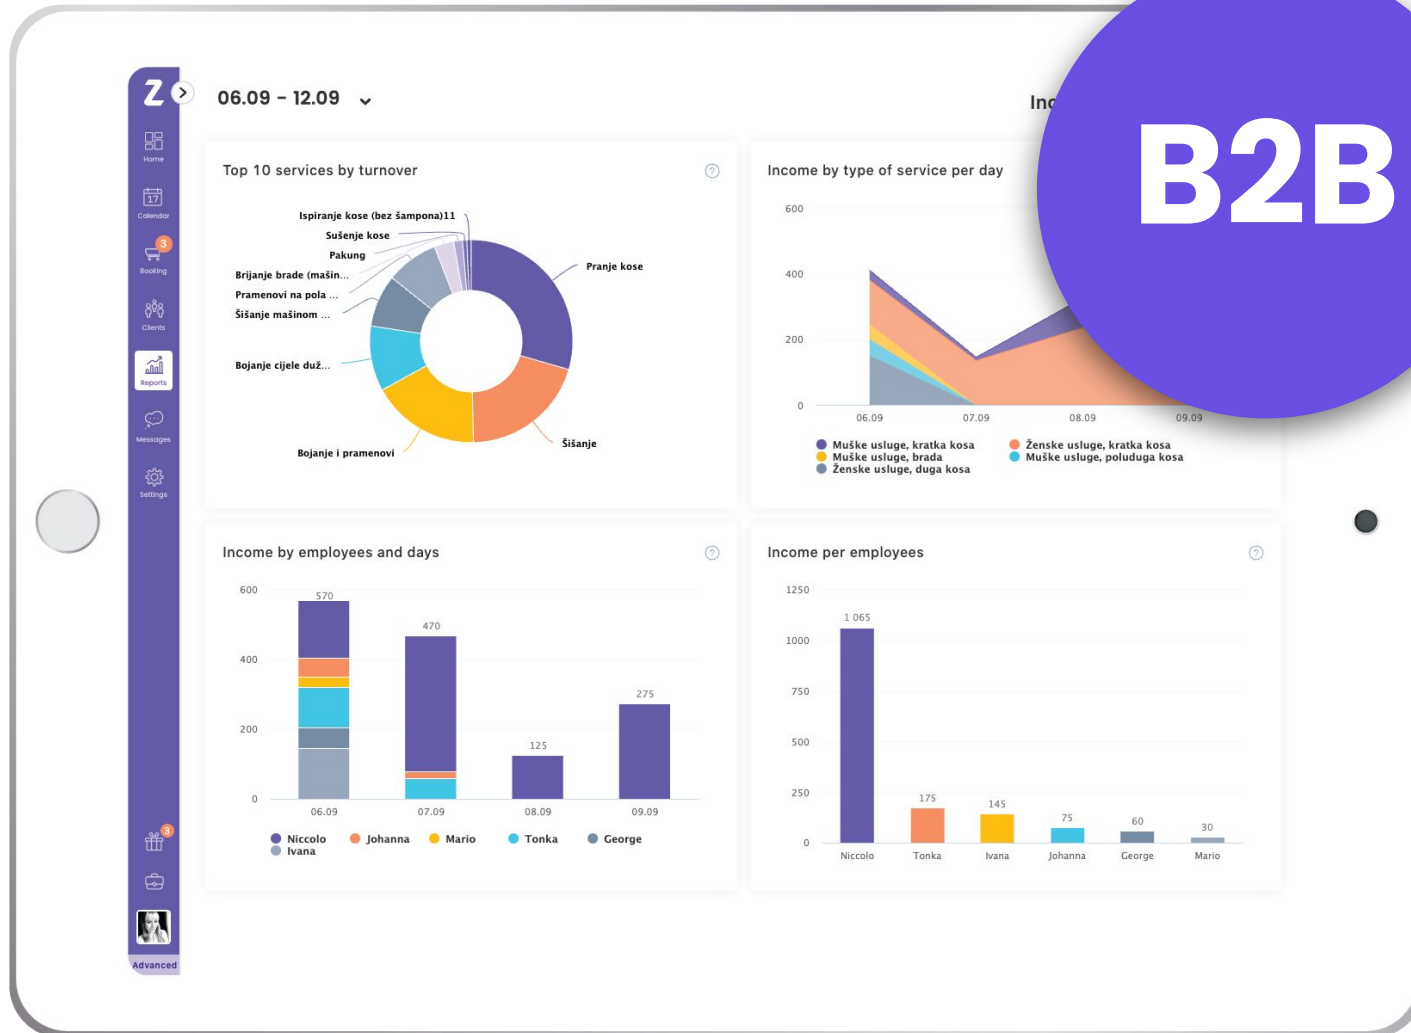 B2B
Z
06.09 - 12.09
Home
17
Calendar
3
Booking
Clients
Reports
Messages
Settings
3
Advanced
Top 10 services by turnover
?
Ispiranje kose (bez šampona)11
Sušenje kose
Pakung
Brijanje brade (mašin...
Pramenovi na pola ...
Šišanje mašinom ...
Bojanje cijele duž...
Bojanje i pramenovi
Pranje kose
Šišanje
Income by type of service per day
600
400
200
0
06.09 07.09 08.09 09.09
Muške usluge, kratka kosa Ženske usluge, kratka kosa
Muške usluge, brada Muške usluge, poluduga kosa
Ženske usluge, duga kosa
Income by employees and days
?
600
400
200
0
570
470
125
275
06.09 07.09 08.09 09.09
Niccolo Johanna Mario Tonka George
Ivana
Income per employees
?
1250
1000
750
500
250
0
1 065
175
145
75
60
30
Niccolo Tonka Ivana Johanna George Mario